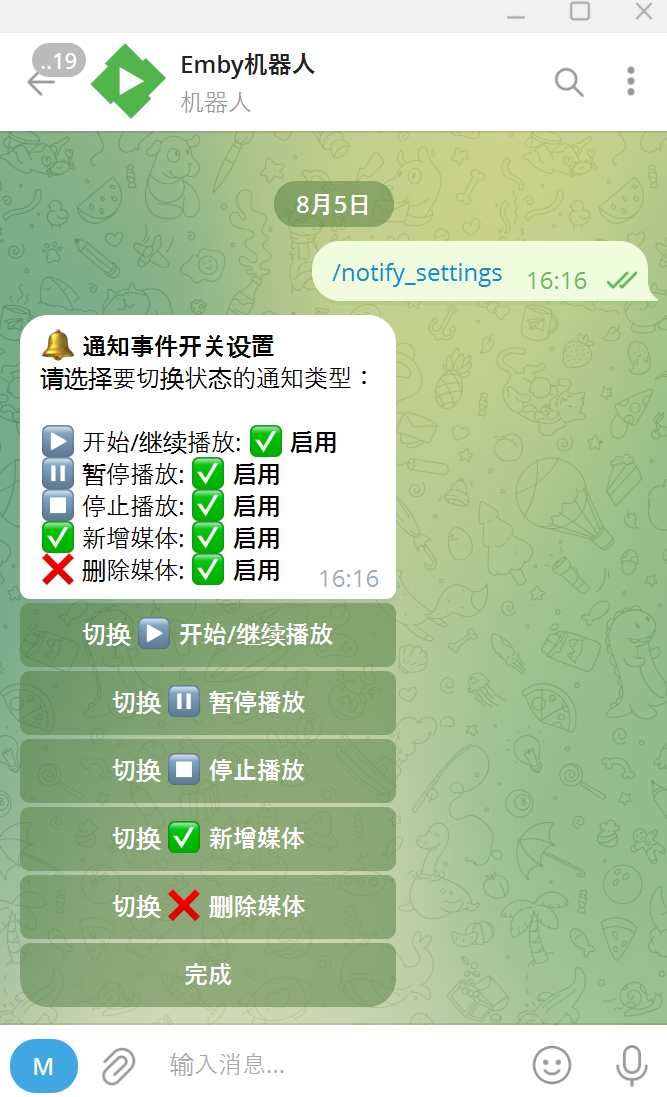 ..19
Emby机器人
机器人
8月5日
/notify_settings 16:16
🔔 通知事件开关设置
请选择要切换状态的通知类型：
▶️ 开始/继续播放: ✅ 启用
⏸️ 暂停播放: ✅ 启用
⏹️ 停止播放: ✅ 启用
✅ 新增媒体: ✅ 启用
❌ 删除媒体: ✅ 启用 16:16
切换 ▶️ 开始/继续播放
切换 ⏸️ 暂停播放
切换 ⏹️ 停止播放
切换 ✅ 新增媒体
切换 ❌ 删除媒体
完成
M 输入消息...